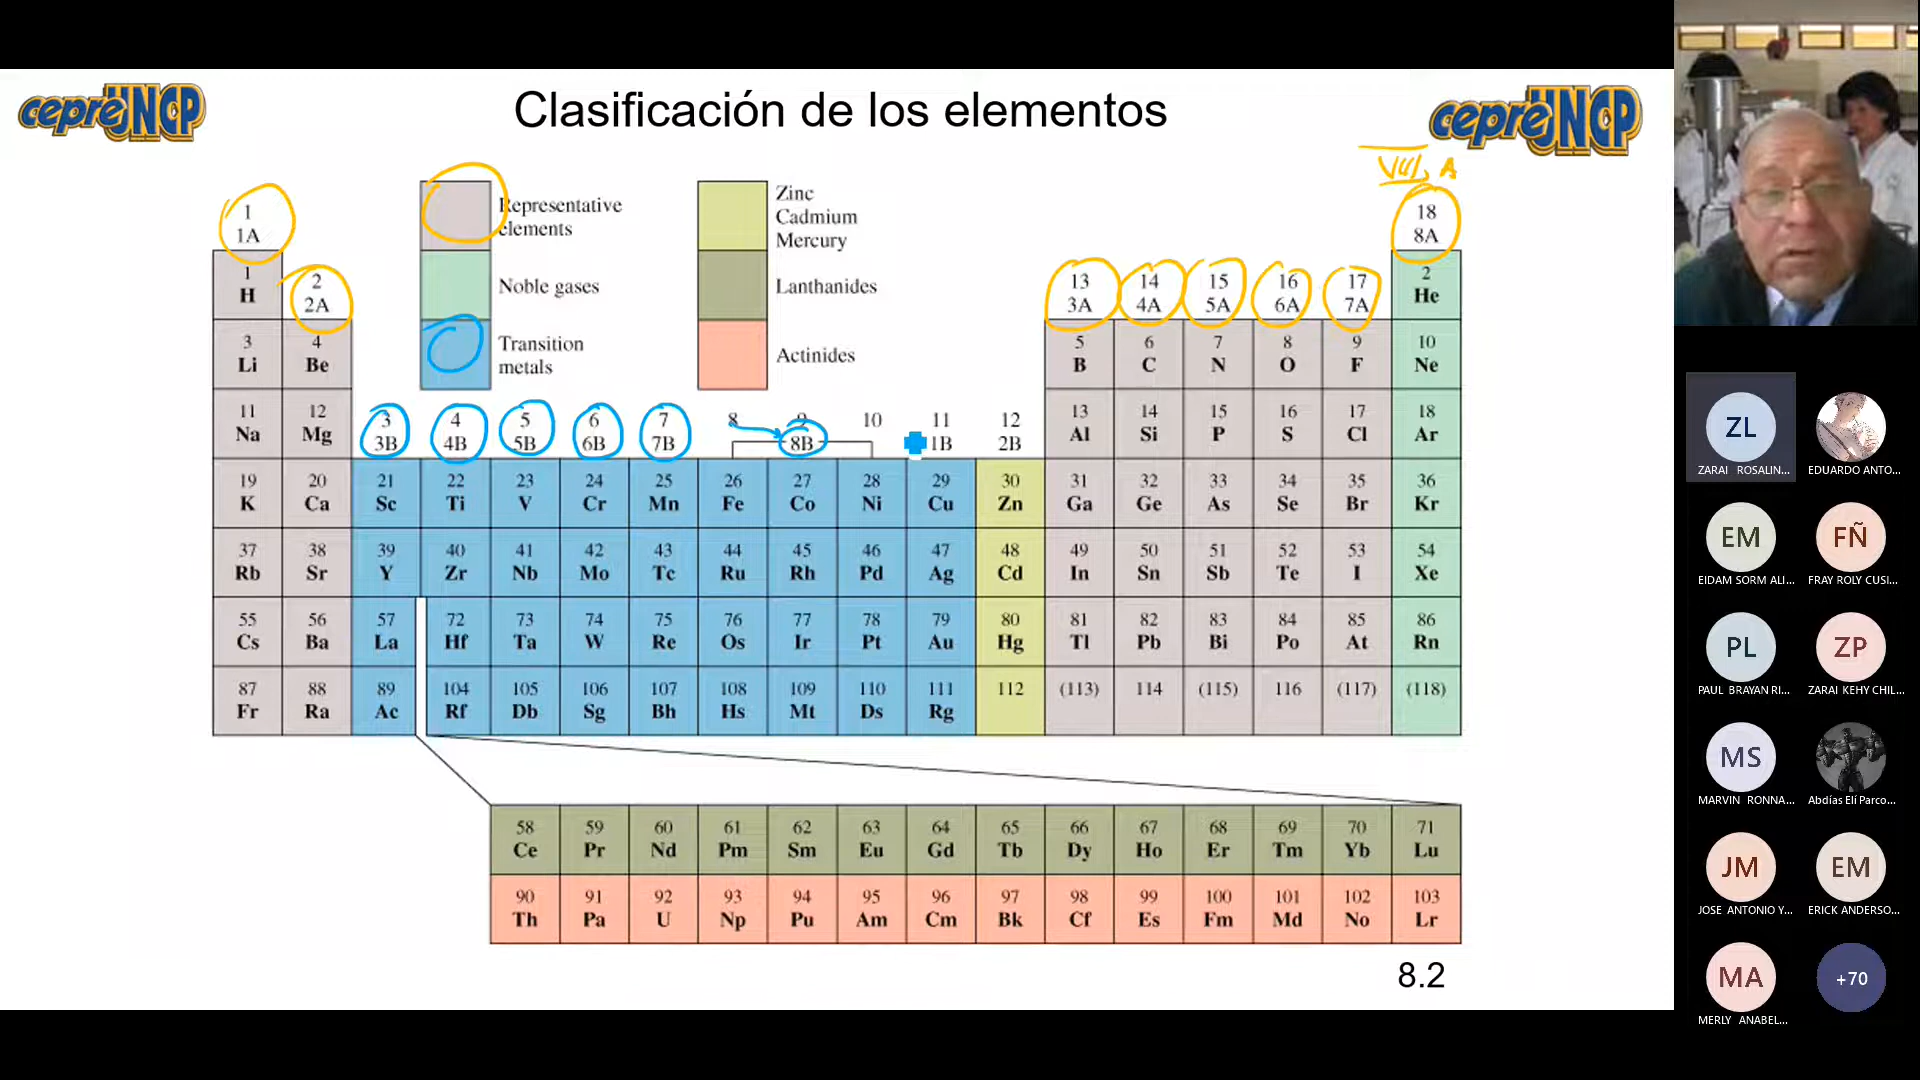 cepreUNCP
Clasificación de los elementos
cepreUNCP
VIII A
Representative
elements
Noble gases
Transition
metals
Zinc
Cadmium
Mercury
Lanthanides
Actinides
1 18
1A 8A
1 2 13 14 15 16 17 2
H 2A 3A 4A 5A 6A 7A He
3 4 5 6 7 8 9 10
Li Be B C N O F Ne
11 12 3 4 5 6 7 8 9 10 11 12 13 14 15 16 17 18
Na Mg 3B 4B 5B 6B 7B 8B 1B 2B Al Si P S Cl Ar
19 20 21 22 23 24 25 26 27 28 29 30 31 32 33 34 35 36
K Ca Sc Ti V Cr Mn Fe Co Ni Cu Zn Ga Ge As Se Br Kr
37 38 39 40 41 42 43 44 45 46 47 48 49 50 51 52 53 54
Rb Sr Y Zr Nb Mo Tc Ru Rh Pd Ag Cd In Sn Sb Te I Xe
55 56 57 72 73 74 75 76 77 78 79 80 81 82 83 84 85 86
Cs Ba La Hf Ta W Re Os Ir Pt Au Hg Tl Pb Bi Po At Rn
87 88 89 104 105 106 107 108 109 110 111 112 (113) 114 (115) 116 (117) (118)
Fr Ra Ac Rf Db Sg Bh Hs Mt Ds Rg
58 59 60 61 62 63 64 65 66 67 68 69 70 71
Ce Pr Nd Pm Sm Eu Gd Tb Dy Ho Er Tm Yb Lu
90 91 92 93 94 95 96 97 98 99 100 101 102 103
Th Pa U Np Pu Am Cm Bk Cf Es Fm Md No Lr
8.2
ZL
ZARAI ROSALIN... EDUARDO ANTO...
EM FÑ
EIDAM SORM ALI... FRAY ROLY CUSI...
PL ZP
PAUL BRAYAN RI... ZARAI KEHY CHIL...
MS
MARVIN RONNA... Abdías Elí Parco...
JM EM
JOSE ANTONIO Y... ERICK ANDERSO...
MA +70
MERLY ANABEL...